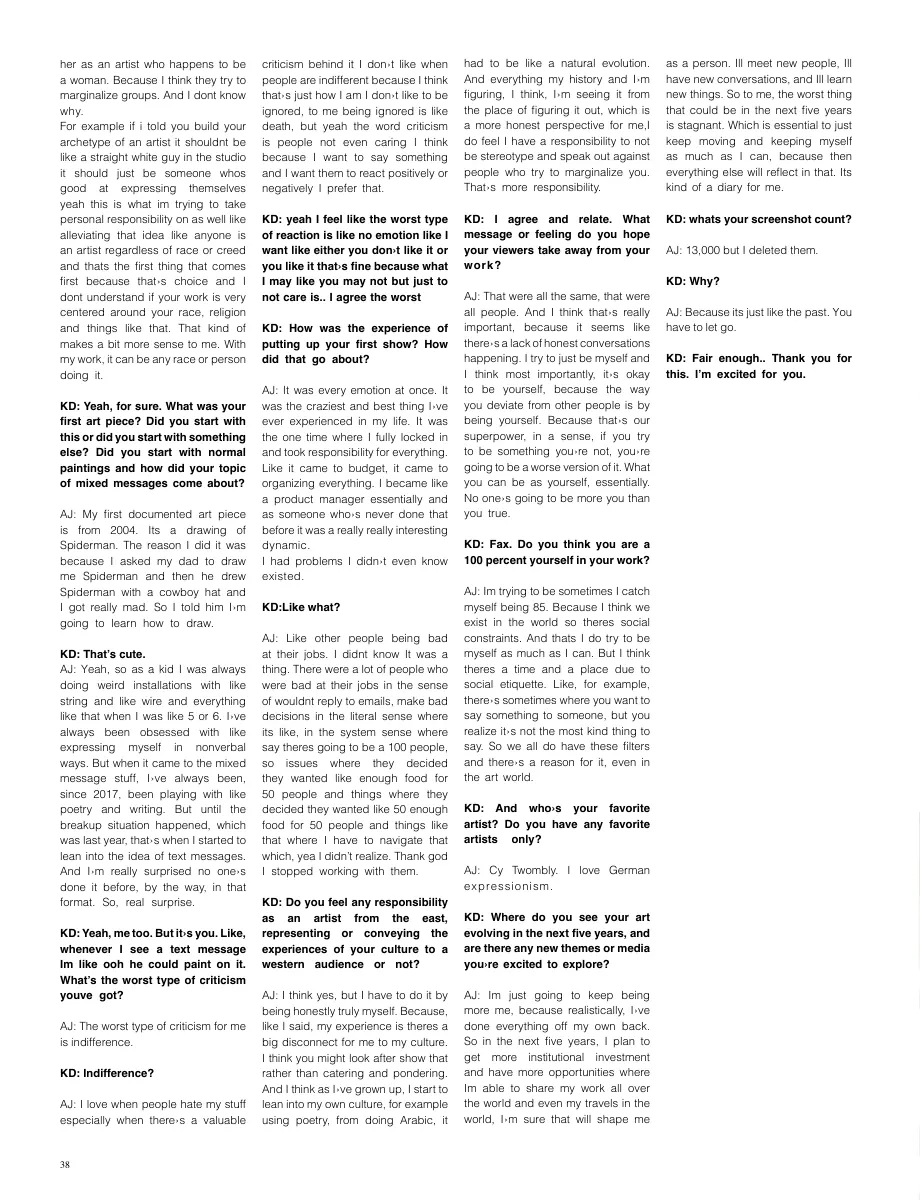 her as an artist who happens to be
a woman. Because I think they try to
marginalize groups. And I dont know
why.
For example if i told you build your
archetype of an artist it shouldnt be
like a straight white guy in the studio
it should just be someone whos
good at expressing themselves
yeah this is what im trying to take
personal responsibility on as well like
alleviating that idea like anyone is
an artist regardless of race or creed
and thats the first thing that comes
first because that›s choice and I
dont understand if your work is very
centered around your race, religion
and things like that. That kind of
makes a bit more sense to me. With
my work, it can be any race or person
doing it.
KD: Yeah, for sure. What was your
first art piece? Did you start with
this or did you start with something
else? Did you start with normal
paintings and how did your topic
of mixed messages come about?
AJ: My first documented art piece
is from 2004. Its a drawing of
Spiderman. The reason I did it was
because I asked my dad to draw
me Spiderman and then he drew
Spiderman with a cowboy hat and
I got really mad. So I told him I›m
going to learn how to draw.
KD: That’s cute.
AJ: Yeah, so as a kid I was always
doing weird installations with like
string and like wire and everything
like that when I was like 5 or 6. I›ve
always been obsessed with like
expressing myself in nonverbal
ways. But when it came to the mixed
message stuff, I›ve always been,
since 2017, been playing with like
poetry and writing. But until the
breakup situation happened, which
was last year, that›s when I started to
lean into the idea of text messages.
And I›m really surprised no one›s
done it before, by the way, in that
format. So, real surprise.
KD: Yeah, me too. But it›s you. Like,
whenever I see a text message
Im like ooh he could paint on it.
What’s the worst type of criticism
youve got?
AJ: The worst type of criticism for me
is indifference.
KD: Indifference?
AJ: I love when people hate my stuff
especially when there›s a valuable
criticism behind it I don›t like when
people are indifferent because I think
that›s just how I am I don›t like to be
ignored, to me being ignored is like
death, but yeah the word criticism
is people not even caring I think
because I want to say something
and I want them to react positively or
negatively I prefer that.
KD: yeah I feel like the worst type
of reaction is like no emotion like I
want like either you don›t like it or
you like it that›s fine because what
I may like you may not but just to
not care is.. I agree the worst
KD: How was the experience of
putting up your first show? How
did that go about?
AJ: It was every emotion at once. It
was the craziest and best thing I›ve
ever experienced in my life. It was
the one time where I fully locked in
and took responsibility for everything.
Like it came to budget, it came to
organizing everything. I became like
a product manager essentially and
as someone who›s never done that
before it was a really really interesting
dynamic.
I had problems I didn›t even know
existed.
KD:Like what?
AJ: Like other people being bad
at their jobs. I didnt know It was a
thing. There were a lot of people who
were bad at their jobs in the sense
of wouldnt reply to emails, make bad
decisions in the literal sense where
its like, in the system sense where
say theres going to be a 100 people,
so issues where they decided
they wanted like enough food for
50 people and things where they
decided they wanted like 50 enough
food for 50 people and things like
that where I have to navigate that
which, yea I didn’t realize. Thank god
I stopped working with them.
KD: Do you feel any responsibility
as an artist from the east,
representing or conveying the
experiences of your culture to a
western audience or not?
AJ: I think yes, but I have to do it by
being honestly truly myself. Because,
like I said, my experience is theres a
big disconnect for me to my culture.
I think you might look after show that
rather than catering and pondering.
And I think as I›ve grown up, I start to
lean into my own culture, for example
using poetry, from doing Arabic, it
had to be like a natural evolution.
And everything my history and I›m
figuring, I think, I›m seeing it from
the place of figuring it out, which is
a more honest perspective for me,I
do feel I have a responsibility to not
be stereotype and speak out against
people who try to marginalize you.
That›s more responsibility.
KD: I agree and relate. What
message or feeling do you hope
your viewers take away from your
work?
AJ: That were all the same, that were
all people. And I think that›s really
important, because it seems like
there›s a lack of honest conversations
happening. I try to just be myself and
I think most importantly, it›s okay
to be yourself, because the way
you deviate from other people is by
being yourself. Because that›s our
superpower, in a sense, if you try
to be something you›re not, you›re
going to be a worse version of it. What
you can be as yourself, essentially.
No one›s going to be more you than
you true.
KD: Fax. Do you think you are a
100 percent yourself in your work?
AJ: Im trying to be sometimes I catch
myself being 85. Because I think we
exist in the world so theres social
constraints. And thats I do try to be
myself as much as I can. But I think
theres a time and a place due to
social etiquette. Like, for example,
there›s sometimes where you want to
say something to someone, but you
realize it›s not the most kind thing to
say. So we all do have these filters
and there›s a reason for it, even in
the art world.
KD: And who›s your favorite
artist? Do you have any favorite
artists only?
AJ: Cy Twombly. I love German
expressionism.
KD: Where do you see your art
evolving in the next five years, and
are there any new themes or media
you›re excited to explore?
AJ: Im just going to keep being
more me, because realistically, I›ve
done everything off my own back.
So in the next five years, I plan to
get more institutional investment
and have more opportunities where
Im able to share my work all over
the world and even my travels in the
world, I›m sure that will shape me
as a person. Ill meet new people, Ill
have new conversations, and Ill learn
new things. So to me, the worst thing
that could be in the next five years
is stagnant. Which is essential to just
keep moving and keeping myself
as much as I can, because then
everything else will reflect in that. Its
kind of a diary for me.
KD: whats your screenshot count?
AJ: 13,000 but I deleted them.
KD: Why?
AJ: Because its just like the past. You
have to let go.
KD: Fair enough.. Thank you for
this. I’m excited for you.
38